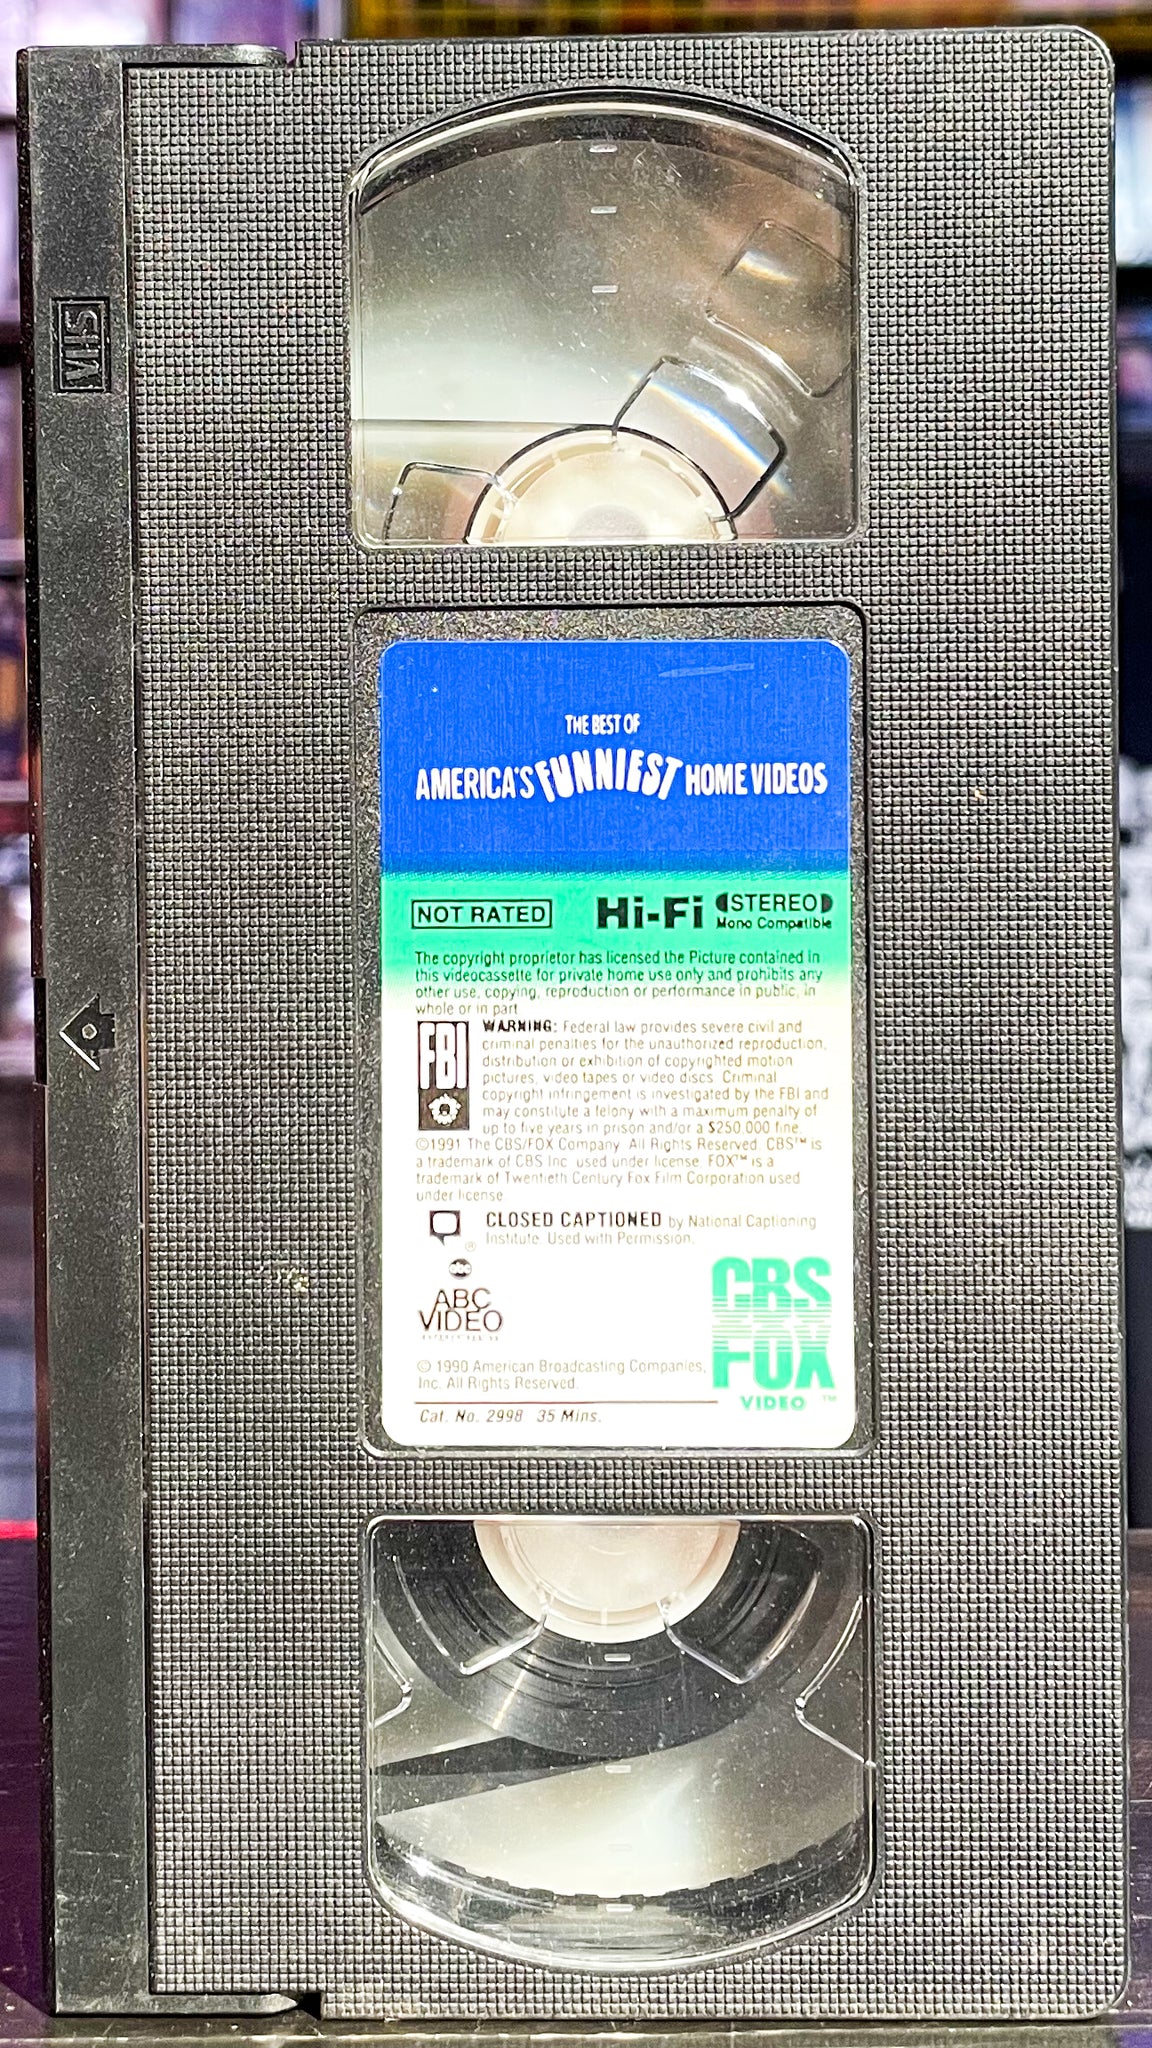 VHS
THE BEST OF
AMERICA'S FUNNIEST HOME VIDEOS
NOT RATED Hi-Fi STEREO
Mono Compatible
The copyright proprietor has licensed the Picture contained in
this videocassette for private home use only and prohibits any
other use, copying, reproduction or performance in public, in
whole or in part
FBI
WARNING: Federal law provides severe civil and
criminal penalties for the unauthorized reproduction,
distribution or exhibition of copyrighted motion
pictures, video tapes or video discs. Criminal
copyright infringement is investigated by the FBI and
may constitute a felony with a maximum penalty of
up to five years in prison and/or a $250,000 fine.
©1991 The CBS/FOX Company. All Rights Reserved. CBS™ is
a trademark of CBS Inc. used under license. FOX™ is a
trademark of Twentieth Century Fox Film Corporation used
under license.
CLOSED CAPTIONED by National Captioning
Institute. Used with Permission.
®
abc
ABC
VIDEO
CBS
FOX
VIDEO ™
© 1990 American Broadcasting Companies,
Inc. All Rights Reserved.
Cat. No. 2998 35 Mins.